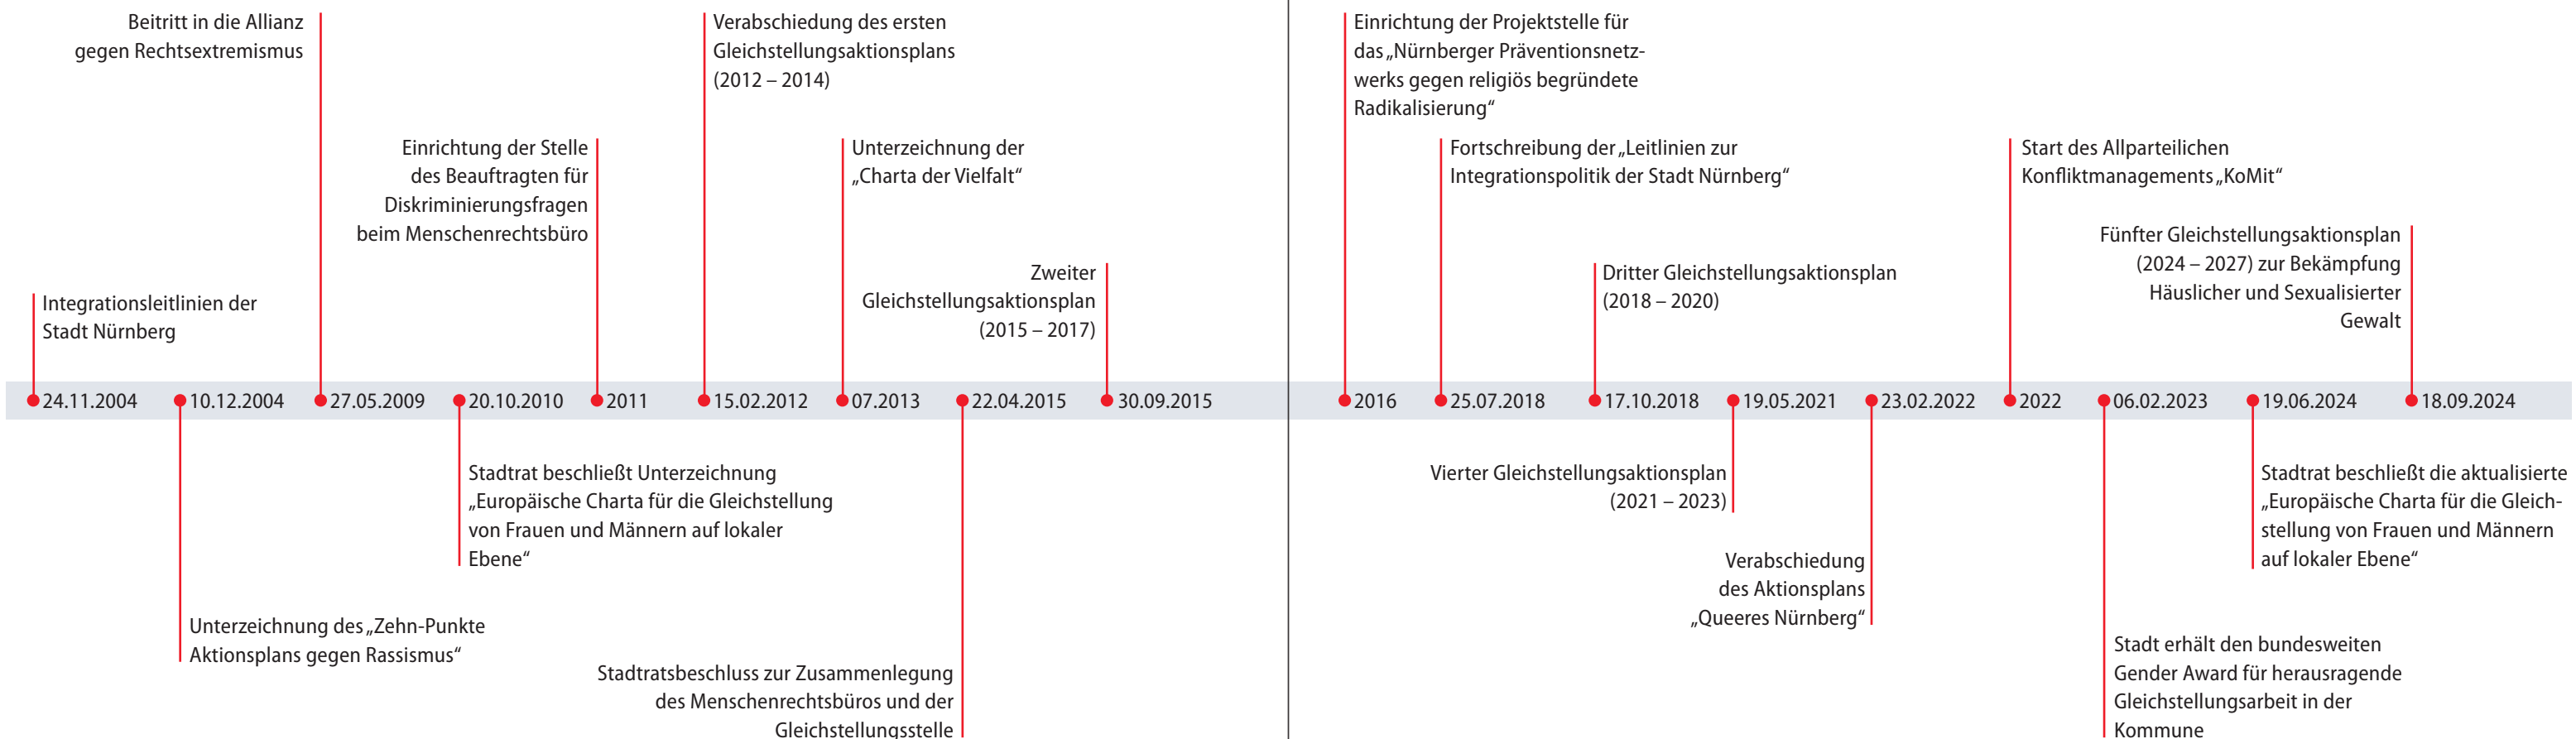 Beitritt in die Allianz
gegen Rechtsextremismus
Verabschiedung des ersten
Gleichstellungsaktionsplans
(2012 – 2014)
Einrichtung der Projektstelle für
das „Nürnberger Präventionsnetz-
werks gegen religiös begründete
Radikalisierung“
Einrichtung der Stelle
des Beauftragten für
Diskriminierungsfragen
beim Menschenrechtsbüro
Unterzeichnung der
„Charta der Vielfalt“
Fortschreibung der „Leitlinien zur
Integrationspolitik der Stadt Nürnberg“
Start des Allparteilichen
Konfliktmanagements „KoMit“
Integrationsleitlinien der
Stadt Nürnberg
Zweiter
Gleichstellungsaktionsplan
(2015 – 2017)
Dritter Gleichstellungsaktionsplan
(2018 – 2020)
Fünfter Gleichstellungsaktionsplan
(2024 – 2027) zur Bekämpfung
Häuslicher und Sexualisierter
Gewalt
24.11.2004
10.12.2004
27.05.2009
20.10.2010
2011
15.02.2012
07.2013
22.04.2015
30.09.2015
2016
25.07.2018
17.10.2018
19.05.2021
23.02.2022
2022
06.02.2023
19.06.2024
18.09.2024
Stadtrat beschließt Unterzeichnung
„Europäische Charta für die Gleichstellung
von Frauen und Männern auf lokaler
Ebene“
Unterzeichnung des „Zehn-Punkte
Aktionsplans gegen Rassismus“
Stadtratsbeschluss zur Zusammenlegung
des Menschenrechtsbüros und der
Gleichstellungsstelle
Vierter Gleichstellungsaktionsplan
(2021 – 2023)
Verabschiedung
des Aktionsplans
„Queeres Nürnberg“
Stadtrat beschließt die aktualisierte
„Europäische Charta für die Gleich-
stellung von Frauen und Männern
auf lokaler Ebene“
Stadt erhält den bundesweiten
Gender Award für herausragende
Gleichstellungsarbeit in der
Kommune